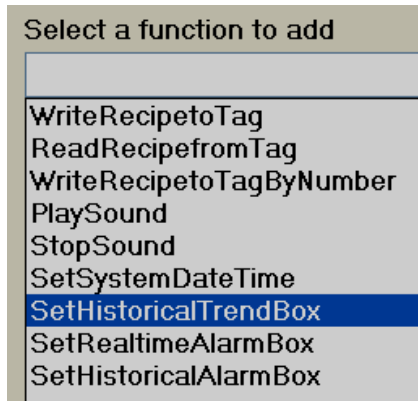 Select a function to add
WriteRecipetoTag
ReadRecipefromTag
WriteRecipetoTagByNumber
PlaySound
StopSound
SetSystemDateTime
SetHistoricalTrendBox
SetRealtimeAlarmBox
SetHistoricalAlarmBox